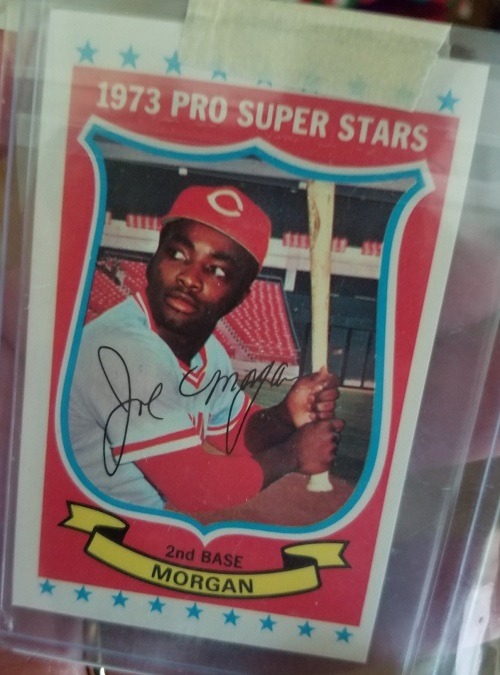 1973 PRO SUPER STARS
C
Joe Morgan
2nd BASE
MORGAN